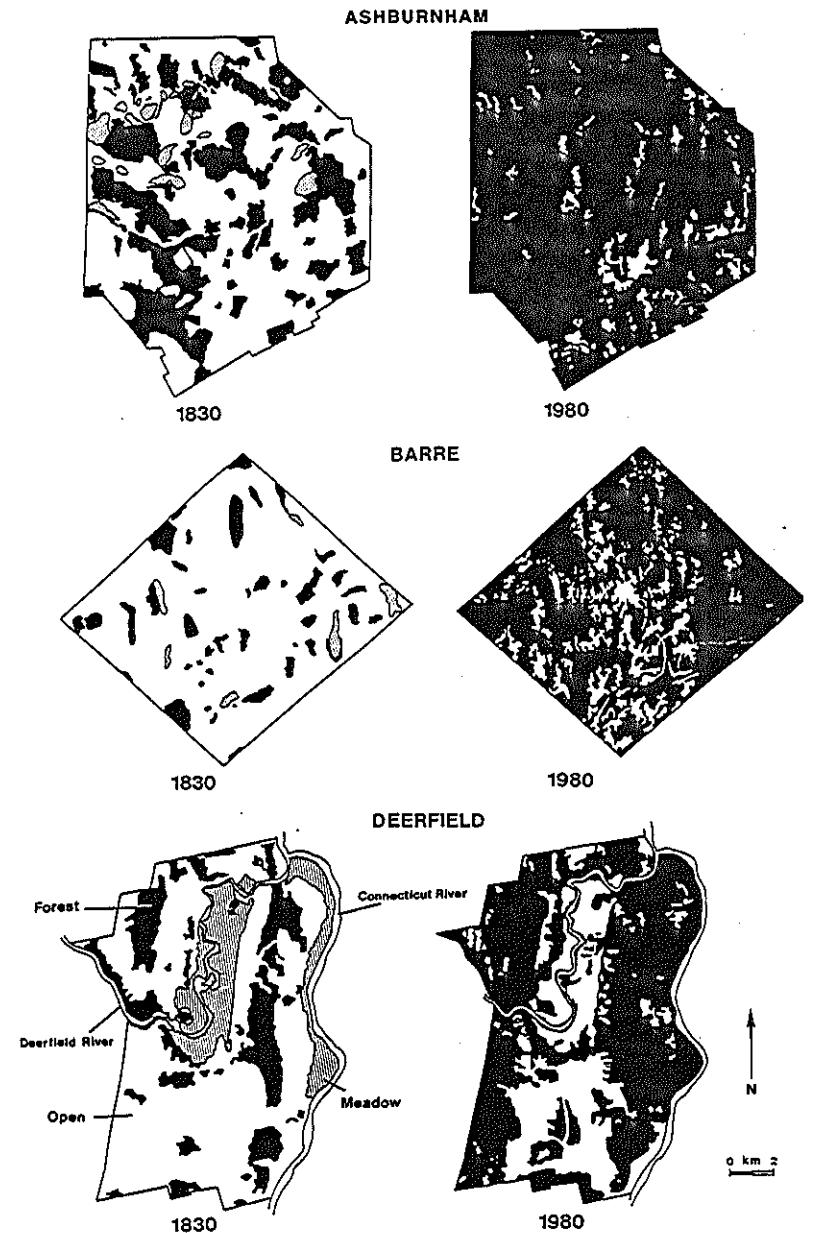 ASHBURNHAM
1830
1980
BARRE
1830
1980
DEERFIELD
Forest
Connecticut River
Deerfield River
Open
Meadow
N
0 km 2
1830
1980